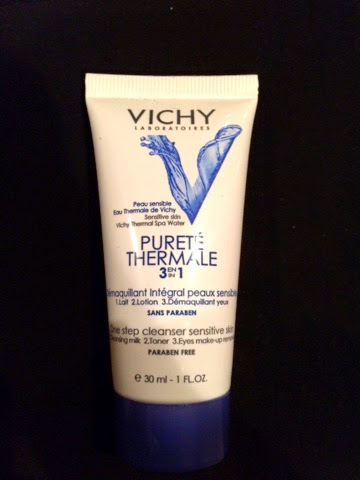 VICHY
LABORATOIRES
Peau sensible
Eau Thermale de Vichy
Sensitive skin
Vichy Thermal Spa Water
PURETÉ
THERMALE
3 EN IN 1
Démaquillant Intégral peaux sensibles
1.Lait 2.Lotion 3.Démaquillant yeux
SANS PARABEN
One step cleanser sensitive skin
2.Toner 3.Eyes make-up remover
PARABEN FREE
e 30 ml - 1 FL.OZ.